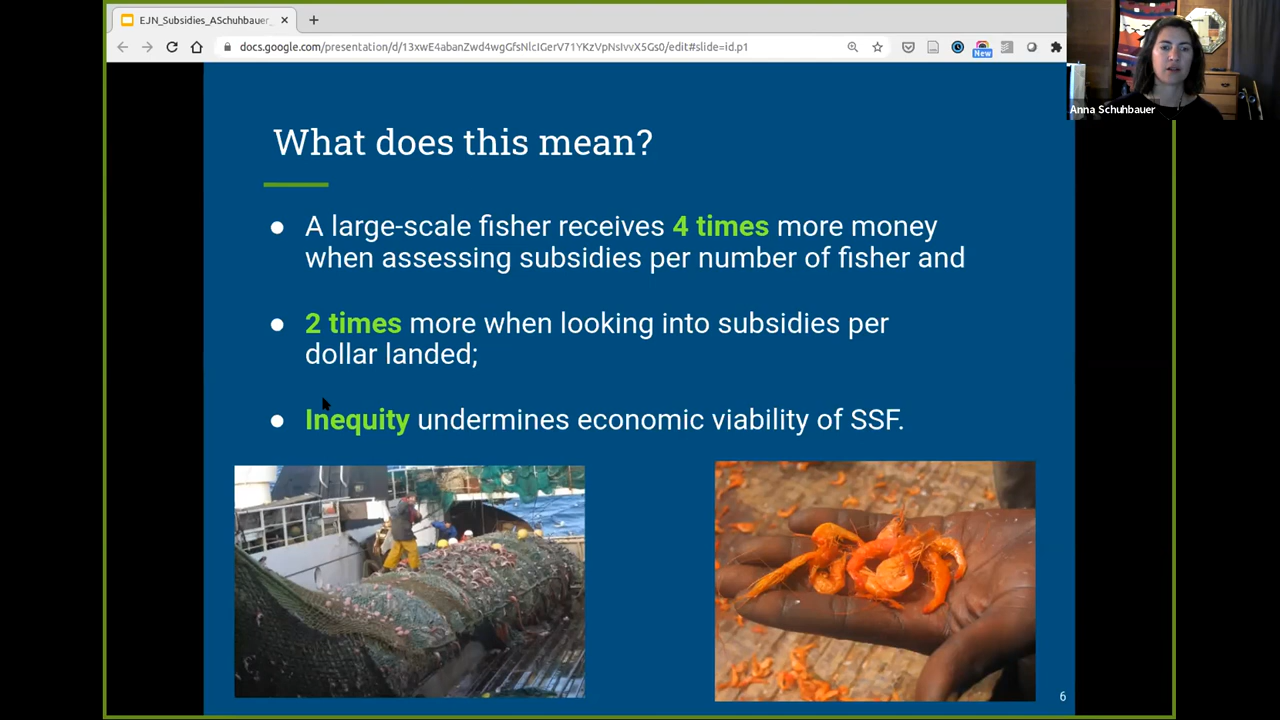 EJN_Subsidies_ASchuhbauer_
docs.google.com/presentation/d/13xwE4abanZwd4wgGfsNlcIGerV71YKzVpNsIvvX5Gs0/edit#slide=id.p1
New
Anna Schuhbauer
What does this mean?
● A large-scale fisher receives 4 times more money
when assessing subsidies per number of fisher and
● 2 times more when looking into subsidies per
dollar landed;
● Inequity undermines economic viability of SSF.
6